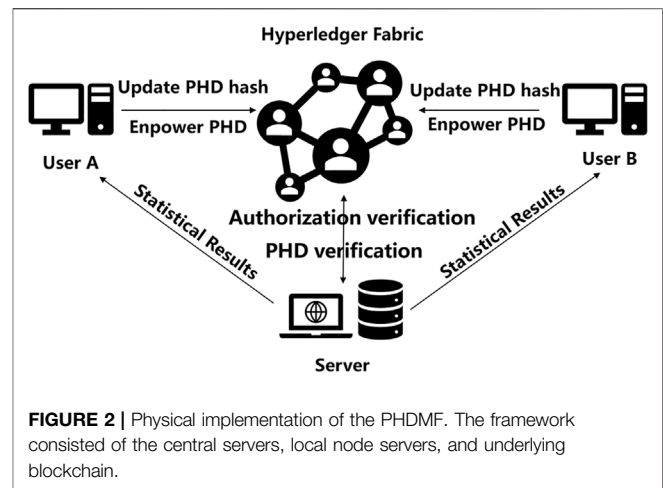 Hyperledger Fabric
Update PHD hash
Enpower PHD
User A
Update PHD hash
Enpower PHD
User B
Statistical Results
Authorization verification
PHD verification
Statistical Results
Server
FIGURE 2 | Physical implementation of the PHDMF. The framework
consisted of the central servers, local node servers, and underlying
blockchain.